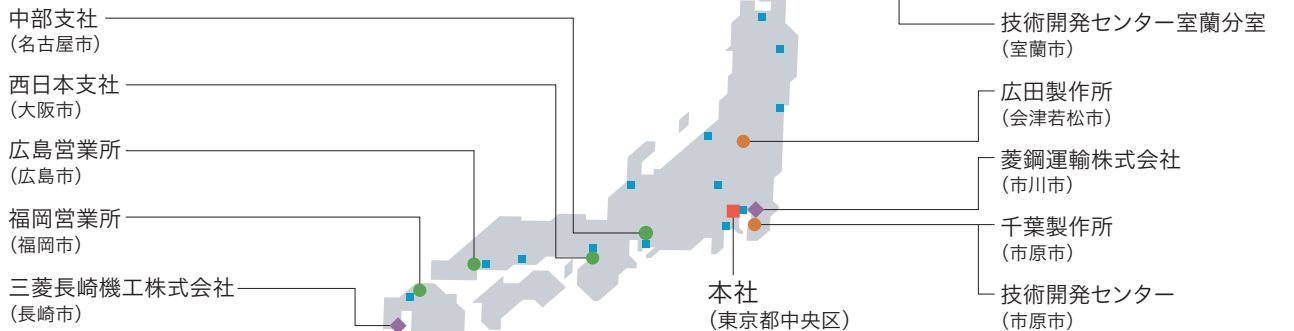 中部支社
（名古屋市）
西日本支社
（大阪市）
広島営業所
（広島市）
福岡営業所
（福岡市）
三菱長崎機工株式会社
（長崎市）
本社
（東京都中央区）
技術開発センター室蘭分室
（室蘭市）
広田製作所
（会津若松市）
菱鋼運輸株式会社
（市川市）
千葉製作所
（市原市）
技術開発センター
（市原市）